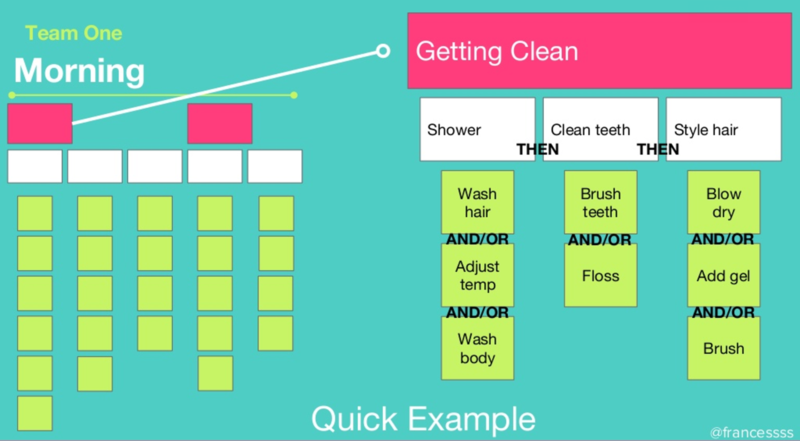 Team One
Morning
Getting Clean
Shower
Clean teeth
Style hair
THEN
THEN
Wash
hair
AND/OR
Adjust
temp
AND/OR
Wash
body
Brush
teeth
AND/OR
Floss
Blow
dry
AND/OR
Add gel
AND/OR
Brush
Quick Example
@francessss